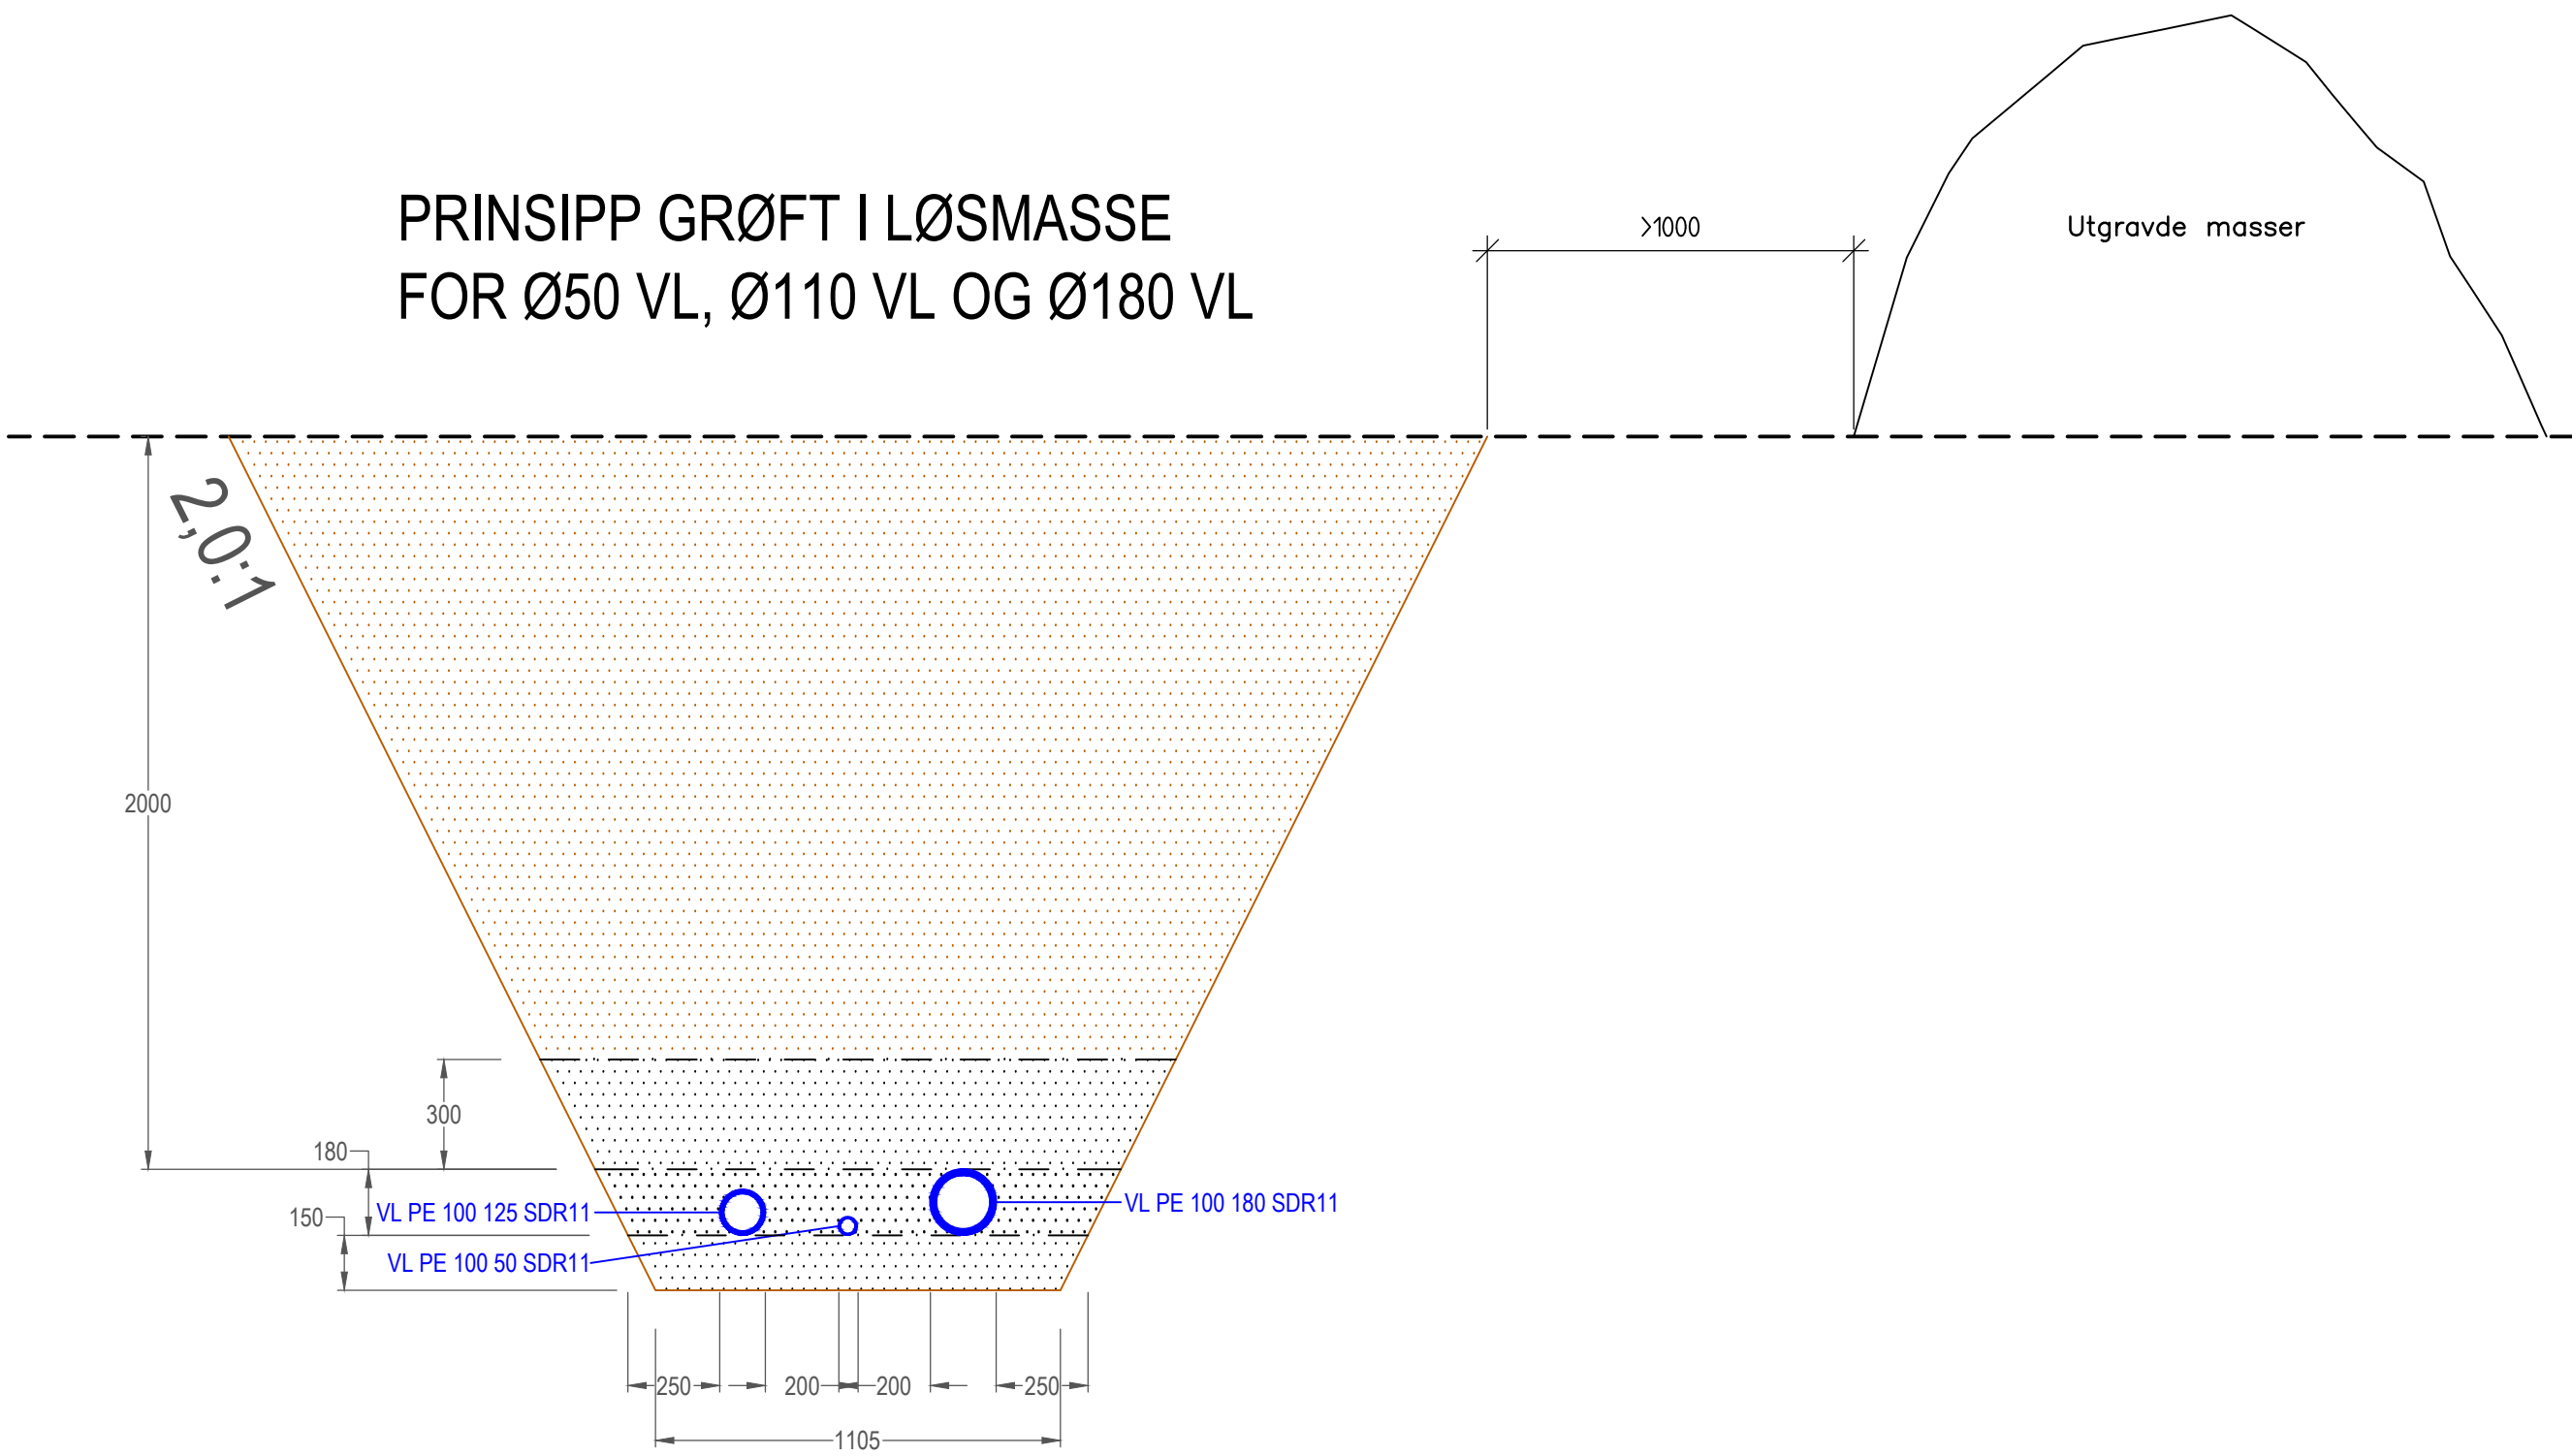 PRINSIPP GRØFT I LØSMASSE
FOR Ø50 VL, Ø110 VL OG Ø180 VL
>1000
Utgravde masser
2,0:1
2000
300
180
150
VL PE 100 125 SDR11
VL PE 100 180 SDR11
VL PE 100 50 SDR11
250
200
200
250
1105